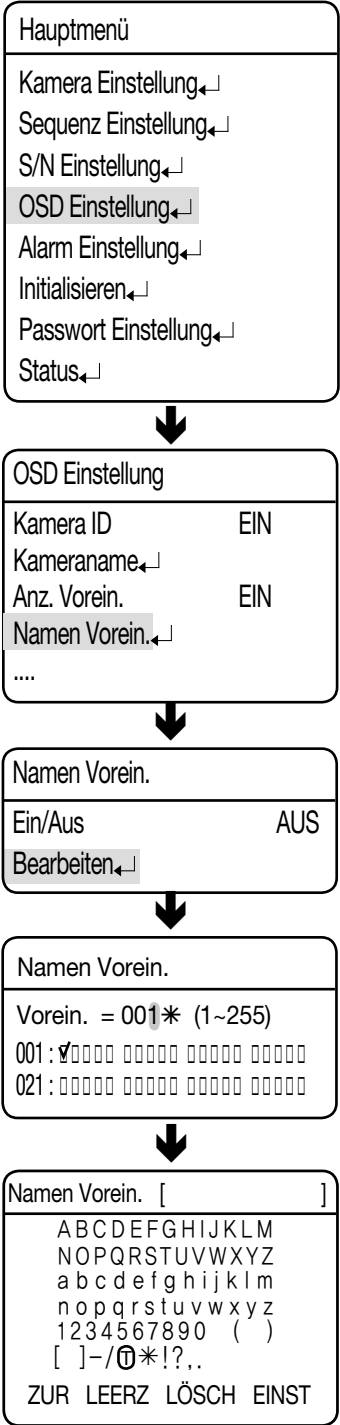 Hauptmenü
Kamera Einstellung↵
Sequenz Einstellung↵
S/N Einstellung↵
OSD Einstellung↵
Alarm Einstellung↵
Initialisieren↵
Passwort Einstellung↵
Status↵
OSD Einstellung
Kamera ID EIN
Kameraname↵
Anz. Vorein. EIN
Namen Vorein.↵
....
Namen Vorein.
Ein/Aus AUS
Bearbeiten↵
Namen Vorein.
Vorein. = 001✳ (1~255)
001 : ▯▯▯▯▯ ▯▯▯▯▯ ▯▯▯▯▯ ▯▯▯▯▯
021 : ▯▯▯▯▯ ▯▯▯▯▯ ▯▯▯▯▯ ▯▯▯▯▯
Namen Vorein. [ ]
A B C D E F G H I J K L M
N O P Q R S T U V W X Y Z
a b c d e f g h i j k l m
n o p q r s t u v w x y z
1 2 3 4 5 6 7 8 9 0 ( )
[ ] – / Ⓣ ✳ ! ? , .
ZUR LEERZ LÖSCH EINST